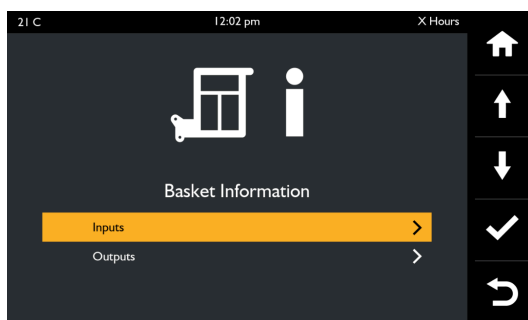 21 C 12:02 pm X Hours
Basket Information
Inputs
Outputs